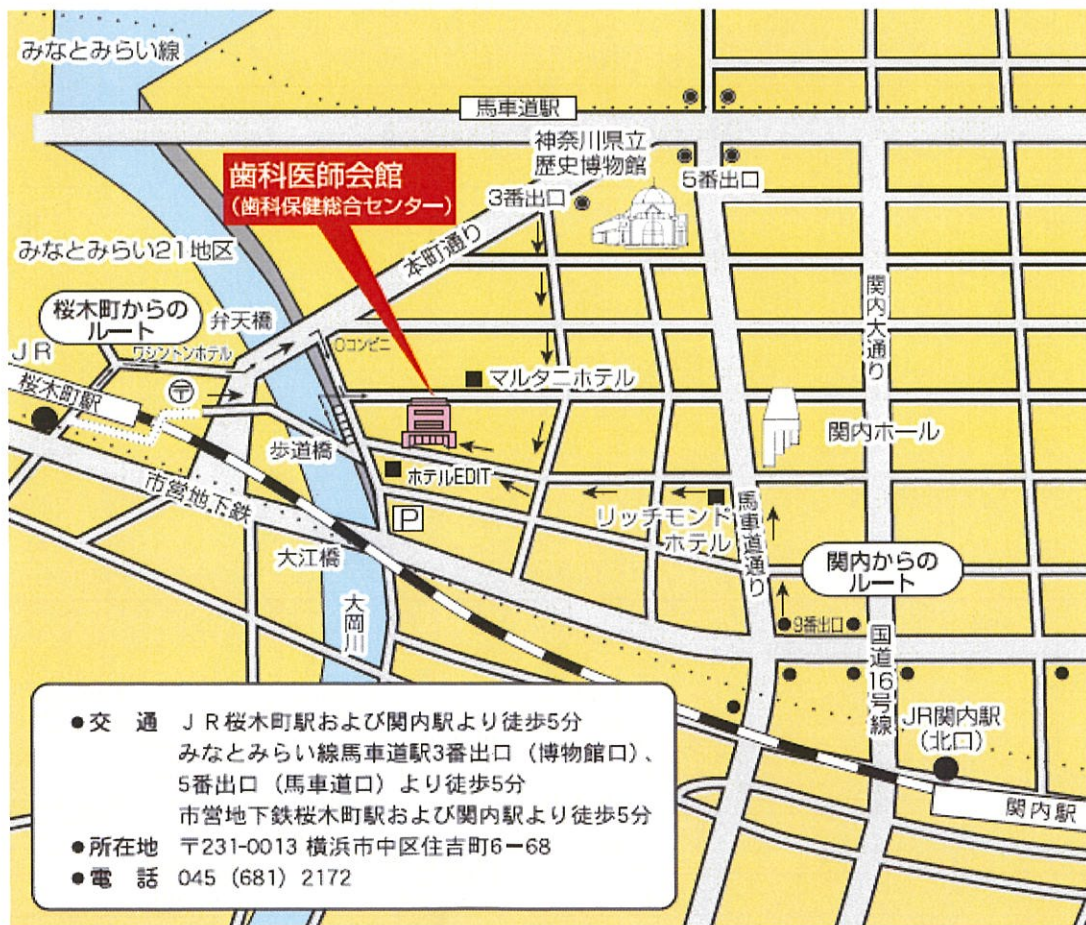 みなとみらい線
馬車道駅
神奈川県立
歴史博物館
3番出口
5番出口
歯科医師会館
(歯科保健総合センター)
本町通り
みなとみらい21地区
桜木町からの
ルート
弁天橋
ワシントンホテル
JR
桜木町駅
〒
コンビニ
マルタニホテル
関内大通り
関内ホール
歩道橋
ホテルEDIT
市営地下鉄
P
リッチモンド
ホテル
馬車道通り
大江橋
関内からの
ルート
大岡川
9番出口
国道16号線
JR関内駅
(北口)
関内駅
●交 通 JR桜木町駅および関内駅より徒歩5分
みなとみらい線馬車道駅3番出口(博物館口)、
5番出口(馬車道口)より徒歩5分
市営地下鉄桜木町駅および関内駅より徒歩5分
●所在地 〒231-0013 横浜市中区住吉町6-68
●電 話 045(681)2172